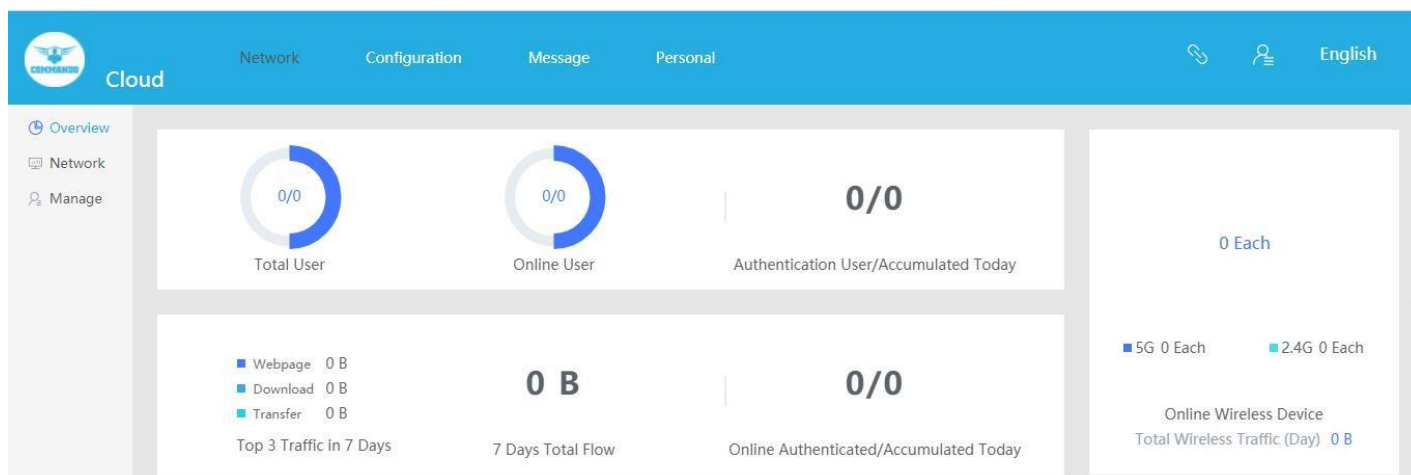 COMMANDO
Cloud
Network Configuration Message Personal English
Overview
Network
Manage
0/0 0/0 0/0
Total User Online User Authentication User/Accumulated Today
0 Each
5G 0 Each 2.4G 0 Each
Online Wireless Device
Total Wireless Traffic (Day) 0 B
Webpage 0 B
Download 0 B
Transfer 0 B
Top 3 Traffic in 7 Days
0 B
7 Days Total Flow
0/0
Online Authenticated/Accumulated Today